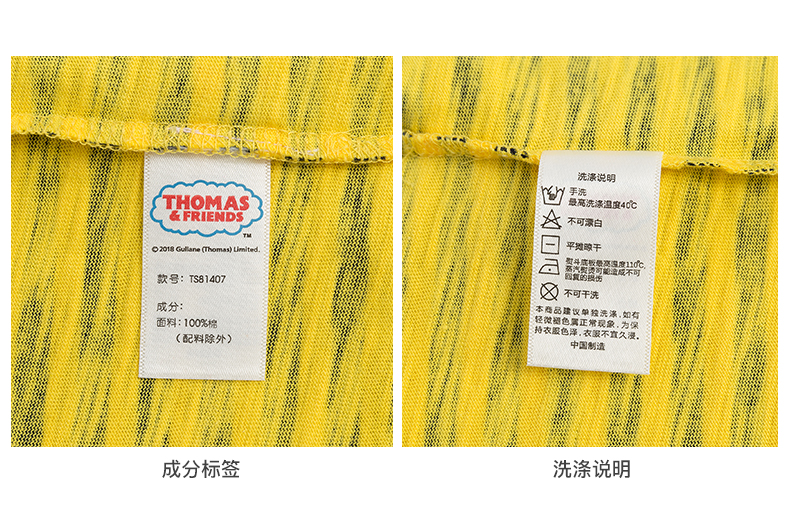 THOMAS
& FRIENDS
TM
© 2018 Gullane (Thomas) Limited.
款号: TS81407
成分:
面料: 100%棉
(配料除外)
洗涤说明
手洗
最高洗涤温度40℃
不可漂白
平摊晾干
熨斗底板最高温度110℃,
蒸汽熨烫可能造成不可
回复的损伤
不可干洗
本商品建议单独洗涤, 如有
轻微褪色属正常现象, 为保
持衣服色泽, 衣服不宜久浸。
中国制造
成分标签
洗涤说明